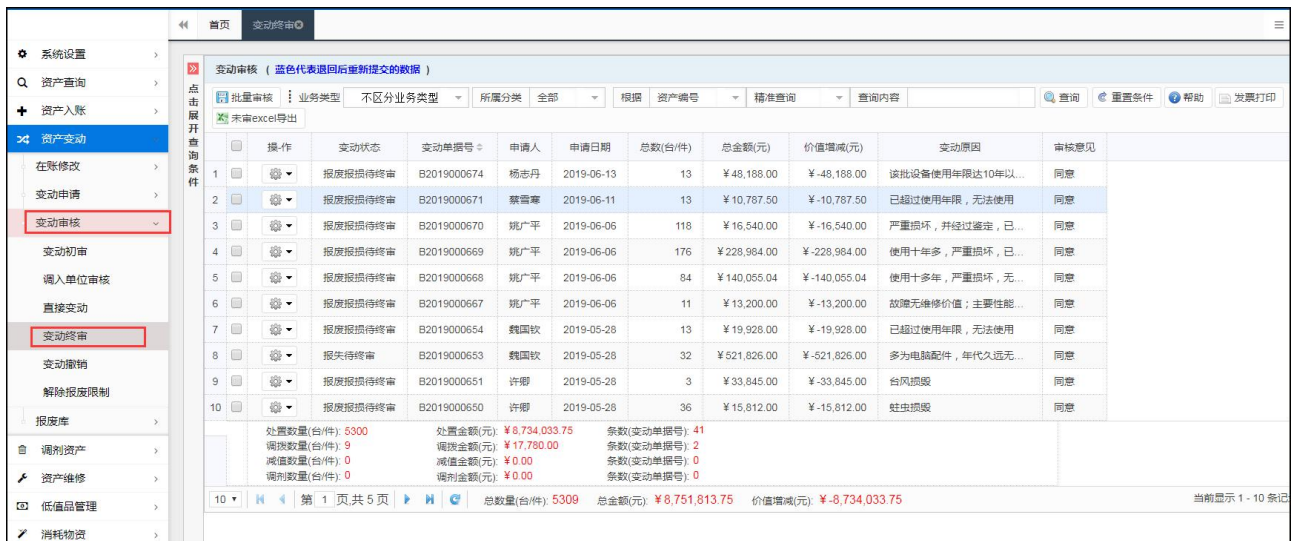 首页 变动终审
系统设置
资产查询
资产入账
资产变动
在账修改
变动申请
变动审核
变动初审
调入单位审核
直接变动
变动终审
变动撤销
解除报废限制
报废库
调剂资产
资产维修
低值品管理
消耗物资
点击展开查询条件
变动审核 ( 蓝色代表退回后重新提交的数据 )
批量审核 业务类型 不区分业务类型 所属分类 全部 根据 资产编号 精准查询 查询内容 查询 重置条件 帮助 发票打印
未审excel导出
操作 变动状态 变动单据号 申请人 申请日期 总数(台/件) 总金额(元) 价值增减(元) 变动原因 审核意见
1 报废报损待终审 B2019000674 杨志丹 2019-06-13 13 ¥48,188.00 ¥-48,188.00 该批设备使用年限达10年以... 同意
2 报废报损待终审 B2019000671 蔡雪寒 2019-06-11 13 ¥10,787.50 ¥-10,787.50 已超过使用年限，无法使用 同意
3 报废报损待终审 B2019000670 姚广平 2019-06-06 118 ¥16,540.00 ¥-16,540.00 严重损坏，并经过鉴定，已... 同意
4 报废报损待终审 B2019000669 姚广平 2019-06-06 176 ¥228,984.00 ¥-228,984.00 使用十年多，严重损坏，已... 同意
5 报废报损待终审 B2019000668 姚广平 2019-06-06 84 ¥140,055.04 ¥-140,055.04 使用十多年，严重损坏，无... 同意
6 报废报损待终审 B2019000667 姚广平 2019-06-06 11 ¥13,200.00 ¥-13,200.00 故障无维修价值；主要性能... 同意
7 报废报损待终审 B2019000654 魏国钦 2019-05-28 13 ¥19,928.00 ¥-19,928.00 已超过使用年限，无法使用 同意
8 报失待终审 B2019000653 魏国钦 2019-05-28 32 ¥521,826.00 ¥-521,826.00 多为电脑配件，年代久远无... 同意
9 报废报损待终审 B2019000651 许卿 2019-05-28 3 ¥33,845.00 ¥-33,845.00 台风损毁 同意
10 报废报损待终审 B2019000650 许卿 2019-05-28 36 ¥15,812.00 ¥-15,812.00 蛀虫损毁 同意
处置数量(台/件): 5300 处置金额(元): ¥8,734,033.75 条数(变动单据号): 41
调拨数量(台/件): 9 调拨金额(元): ¥17,780.00 条数(变动单据号): 2
减值数量(台/件): 0 减值金额(元): ¥0.00 条数(变动单据号): 0
调剂数量(台/件): 0 调剂金额(元): ¥0.00 条数(变动单据号): 0
10 第 1 页,共 5 页 总数量(台/件): 5309 总金额(元): ¥8,751,813.75 价值增减(元): ¥-8,734,033.75 当前显示 1 - 10 条记